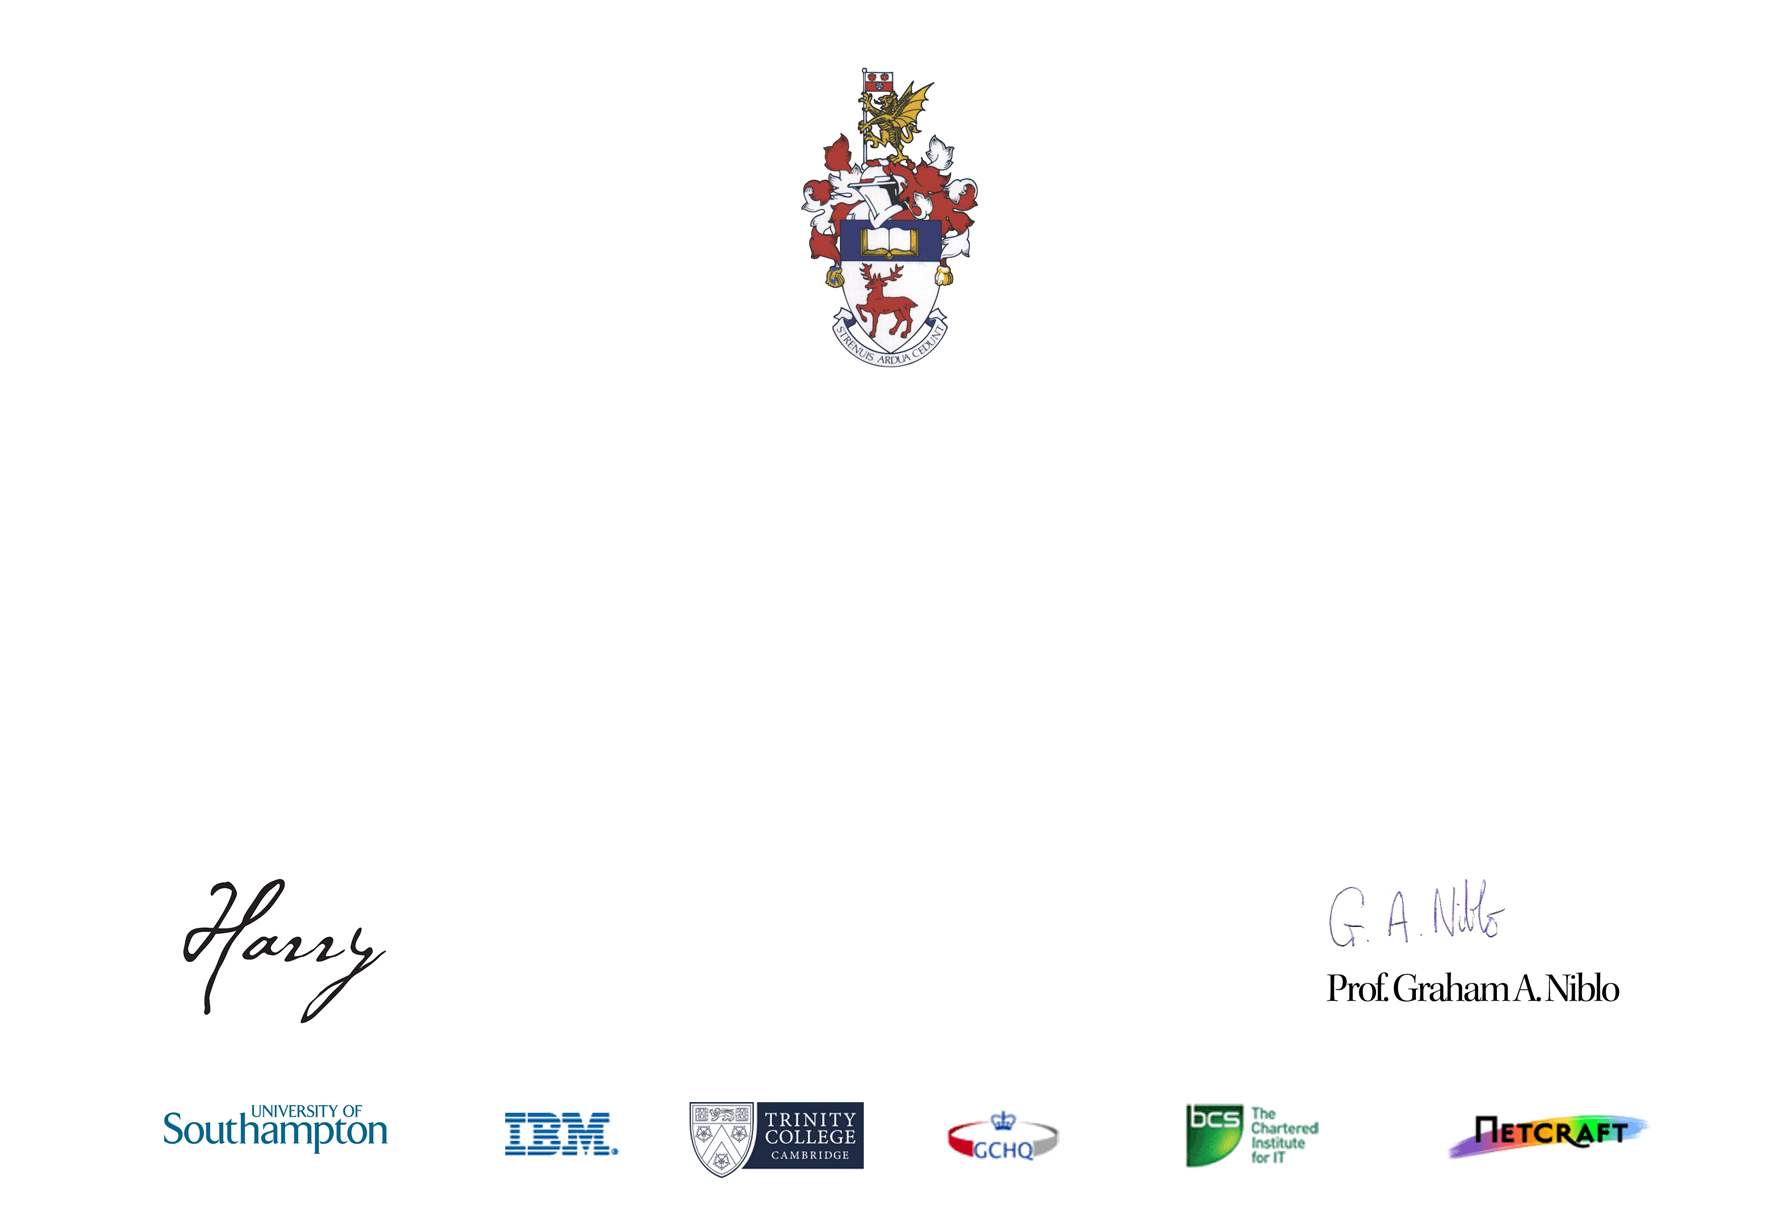 STRENUIS ARDUA CEDUNT
Harry
G. A. Niblo
Prof. Graham A. Niblo
UNIVERSITY OF
Southampton
IBM
TRINITY
COLLEGE
CAMBRIDGE
GCHQ
bcs
The
Chartered
Institute
for IT
NETCRAFT